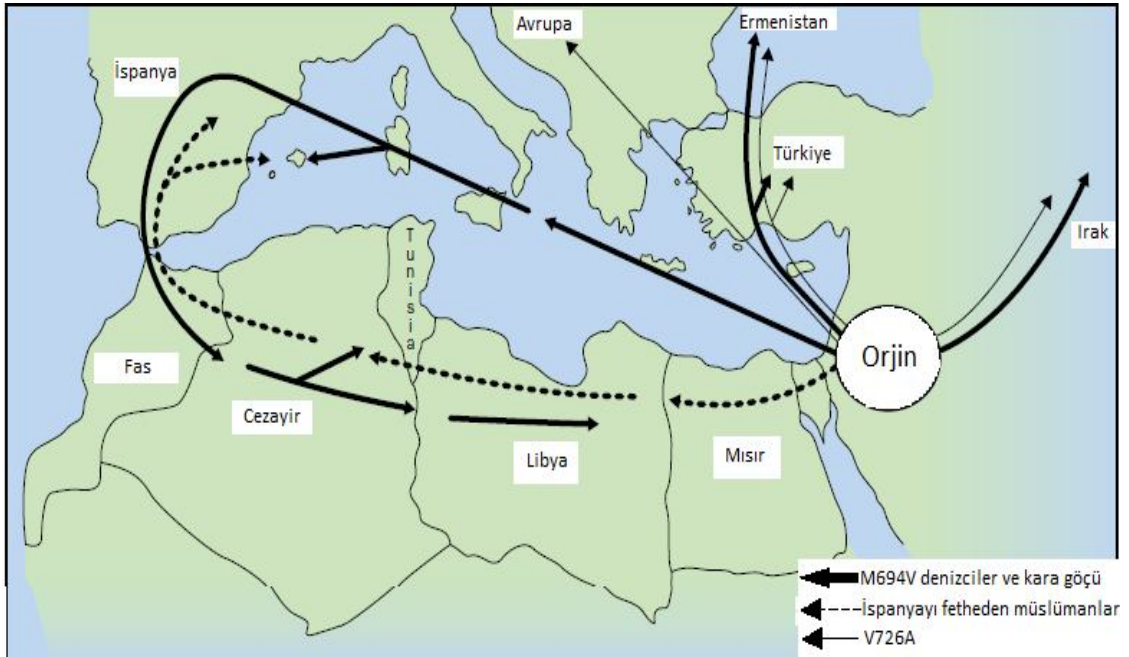 Avrupa
Ermenistan
İspanya
Türkiye
Irak
Tunisia
Orjin
Fas
Cezayir
Libya
Mısır
M694V denizciler ve kara göçü
İspanyayı fetheden müslümanlar
V726A